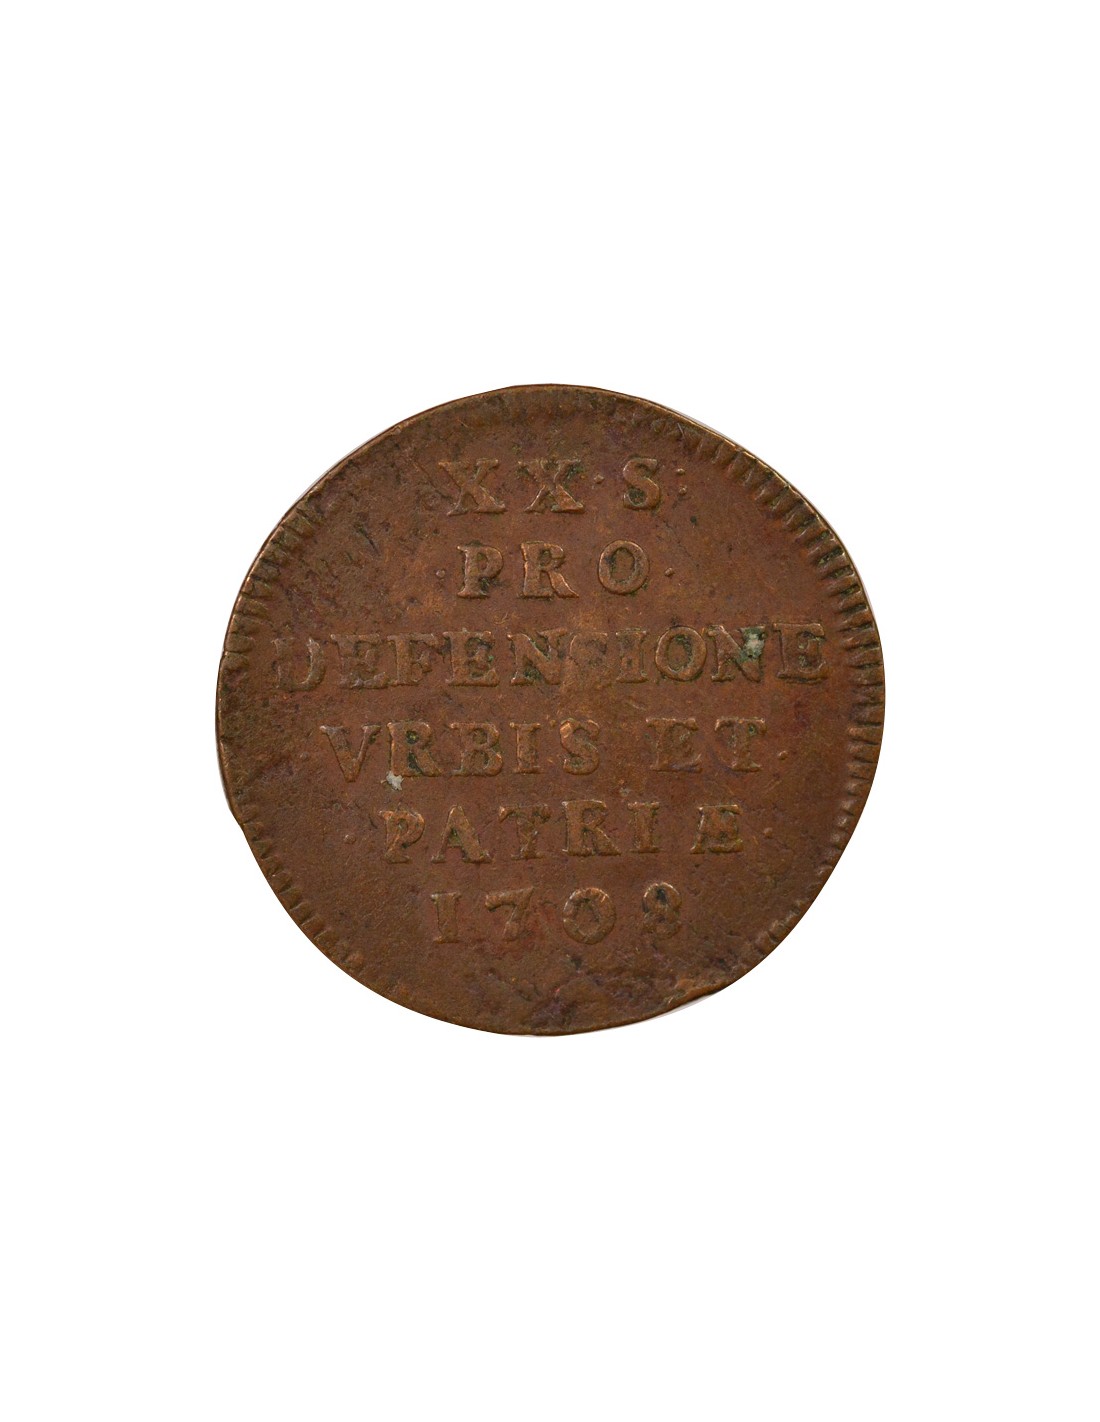 XX·S:
·PRO·
DEFENSIONE
VRBIS ET·
·PATRIÆ·
1708